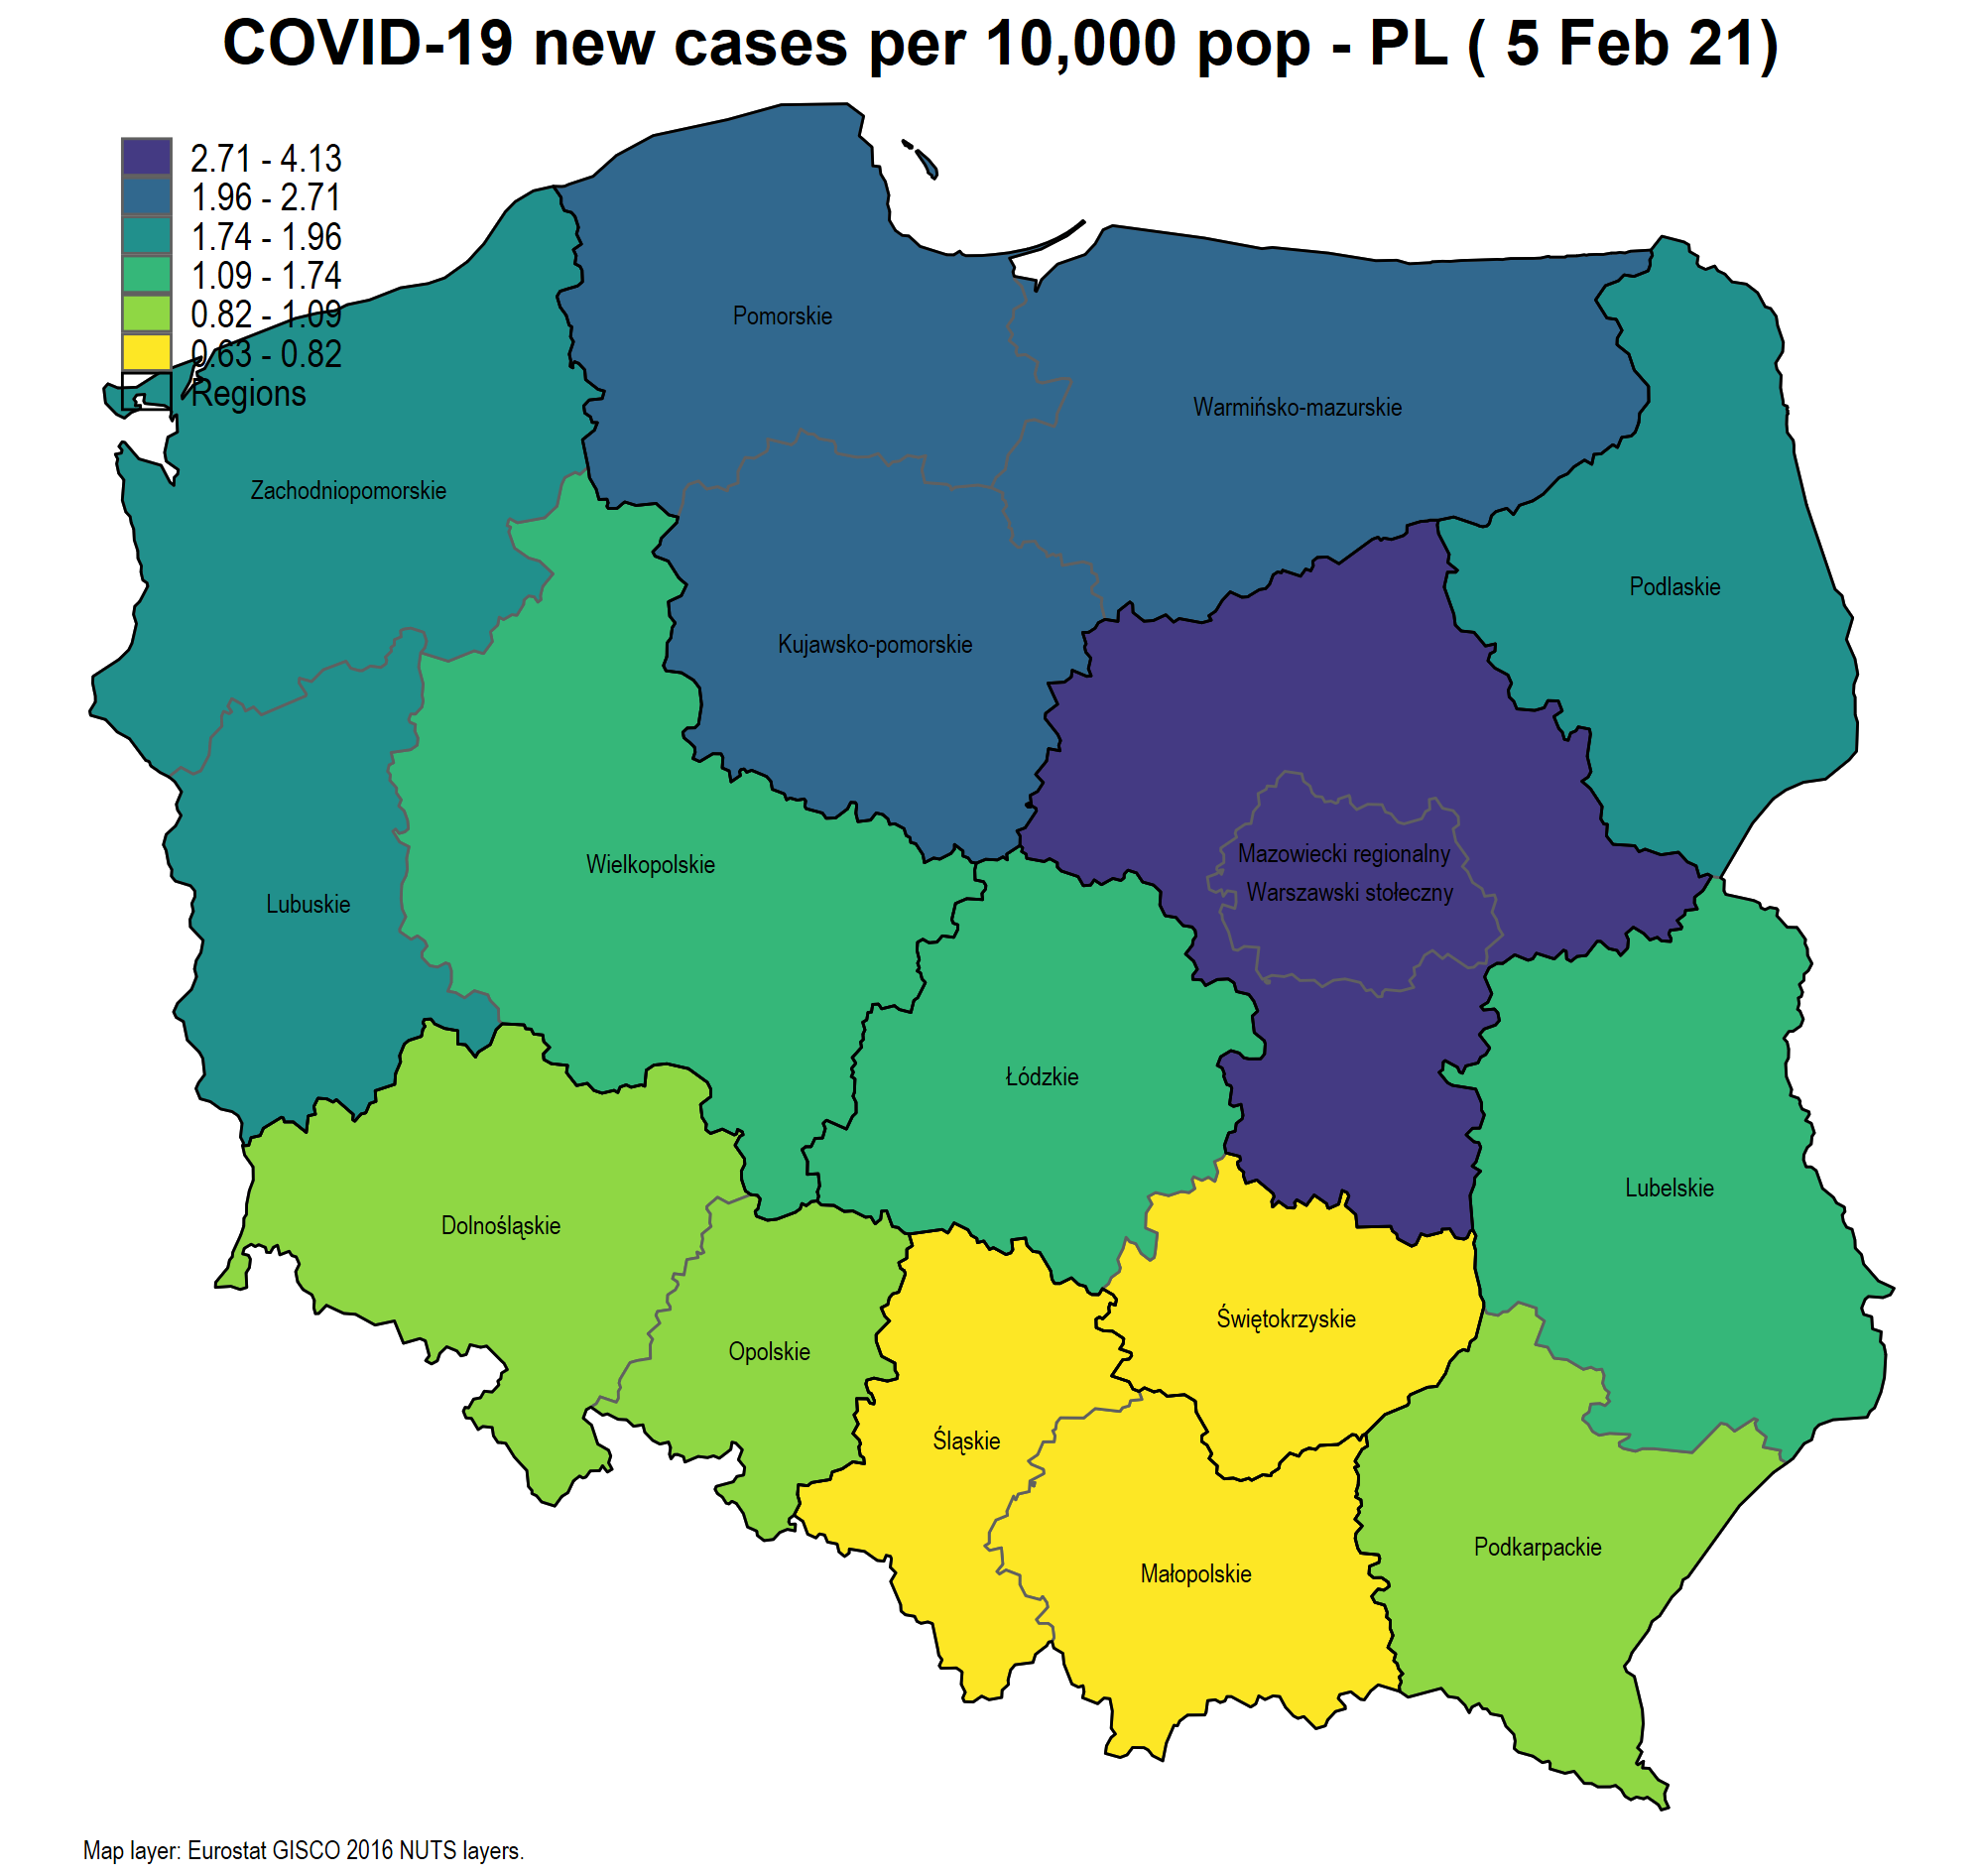 COVID-19 new cases per 10,000 pop - PL ( 5 Feb 21)
2.71 - 4.13
1.96 - 2.71
1.74 - 1.96
1.09 - 1.74
0.82 - 1.09
0.63 - 0.82
Regions
Pomorskie
Warmińsko-mazurskie
Zachodniopomorskie
Podlaskie
Kujawsko-pomorskie
Mazowiecki regionalny
Wielkopolskie
Warszawski stołeczny
Lubuskie
Łódzkie
Lubelskie
Dolnośląskie
Świętokrzyskie
Opolskie
Śląskie
Podkarpackie
Małopolskie
Map layer: Eurostat GISCO 2016 NUTS layers.